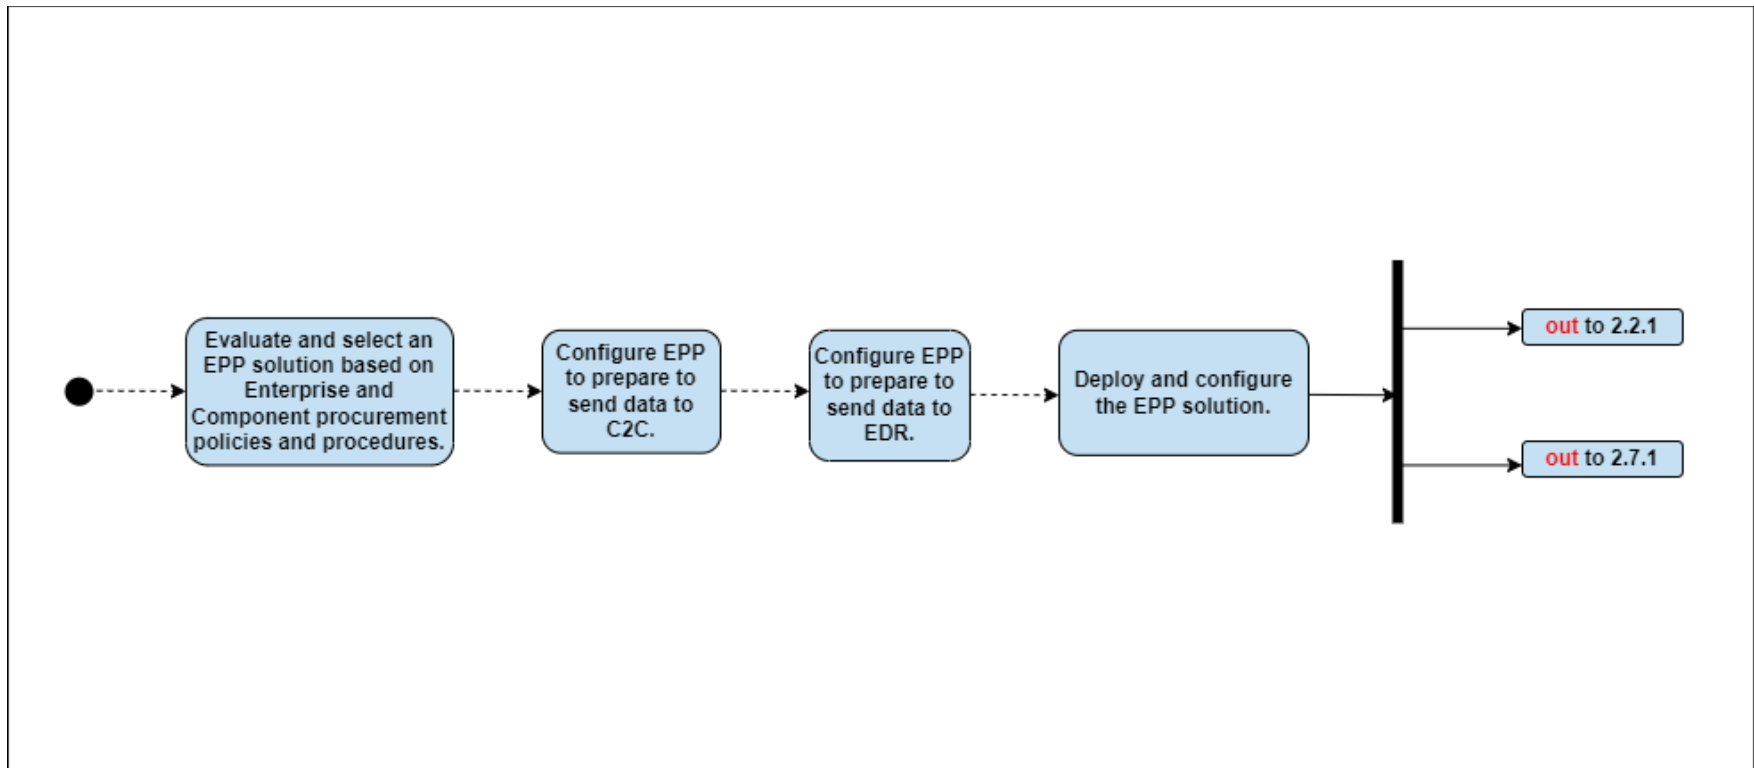 Evaluate and select an
EPP solution based on
Enterprise and
Component procurement
policies and procedures.
Configure EPP
to prepare to
send data to
C2C.
Configure EPP
to prepare to
send data to
EDR.
Deploy and configure
the EPP solution.
out to 2.2.1
out to 2.7.1